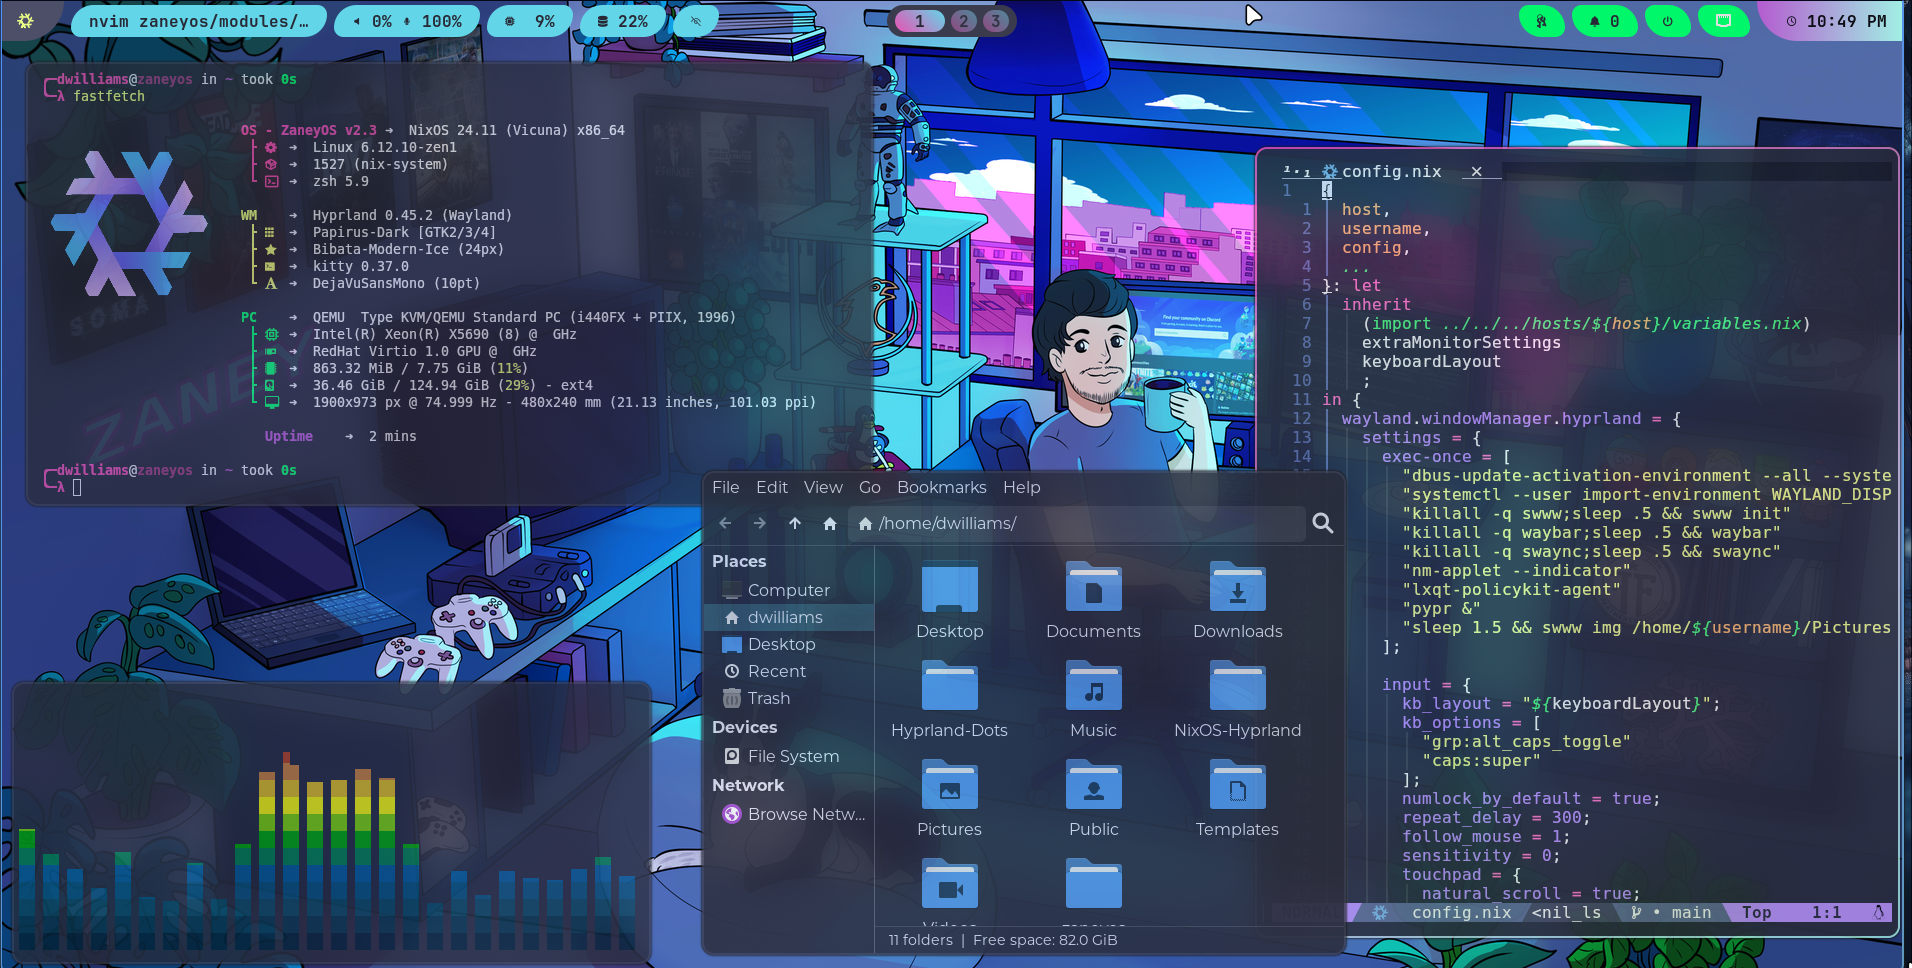 nvim zaneyos/modules/…
0% 100%
9%
22%
1 2 3
0
10:49 PM
dwilliams@zaneyos in ~ took 0s
λ fastfetch
OS - ZaneyOS v2.3 → NixOS 24.11 (Vicuna) x86_64
→ Linux 6.12.10-zen1
→ 1527 (nix-system)
→ zsh 5.9
WM → Hyprland 0.45.2 (Wayland)
→ Papirus-Dark [GTK2/3/4]
→ Bibata-Modern-Ice (24px)
→ kitty 0.37.0
→ DejaVuSansMono (10pt)
PC → QEMU Type KVM/QEMU Standard PC (i440FX + PIIX, 1996)
→ Intel(R) Xeon(R) X5690 (8) @ GHz
→ RedHat Virtio 1.0 GPU @ GHz
→ 863.32 MiB / 7.75 GiB (11%)
→ 36.46 GiB / 124.94 GiB (29%) - ext4
→ 1900x973 px @ 74.999 Hz - 480x240 mm (21.13 inches, 101.03 ppi)
Uptime → 2 mins
dwilliams@zaneyos in ~ took 0s
λ
SOMA
ZANEY
Find your community on Discord
File Edit View Go Bookmarks Help
/home/dwilliams/
Places
Computer
dwilliams
Desktop
Recent
Trash
Devices
File System
Network
Browse Netw…
Desktop Documents Downloads
Hyprland-Dots Music NixOS-Hyprland
Pictures Public Templates
Videos zaneyos
11 folders | Free space: 82.0 GiB
config.nix ✕
1 {
1 host,
2 username,
3 config,
4 ...
5 }: let
6 inherit
7 (import ../../../hosts/${host}/variables.nix)
8 extraMonitorSettings
9 keyboardLayout
10 ;
11 in {
12 wayland.windowManager.hyprland = {
13 settings = {
14 exec-once = [
"dbus-update-activation-environment --all --syste
"systemctl --user import-environment WAYLAND_DISP
"killall -q swww;sleep .5 && swww init"
"killall -q waybar;sleep .5 && waybar"
"killall -q swaync;sleep .5 && swaync"
"nm-applet --indicator"
"lxqt-policykit-agent"
"pypr &"
"sleep 1.5 && swww img /home/${username}/Pictures
];
input = {
kb_layout = "${keyboardLayout}";
kb_options = [
"grp:alt_caps_toggle"
"caps:super"
];
numlock_by_default = true;
repeat_delay = 300;
follow_mouse = 1;
sensitivity = 0;
touchpad = {
natural_scroll = true;
NORMAL config.nix <nil_ls • main Top 1:1